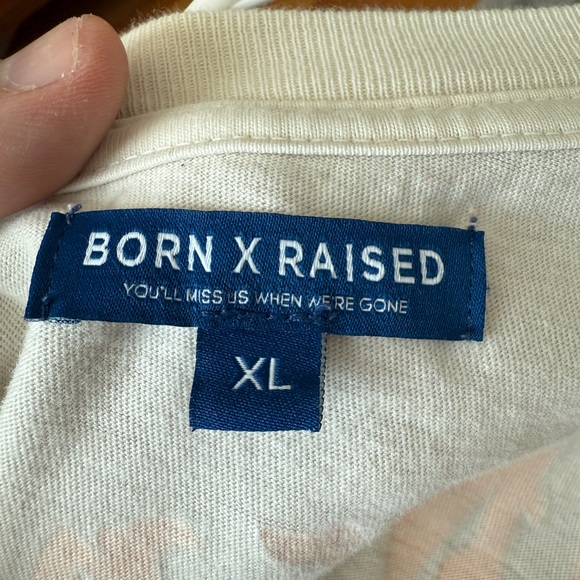 BORN X RAISED
YOU'LL MISS US WHEN WE'RE GONE
XL